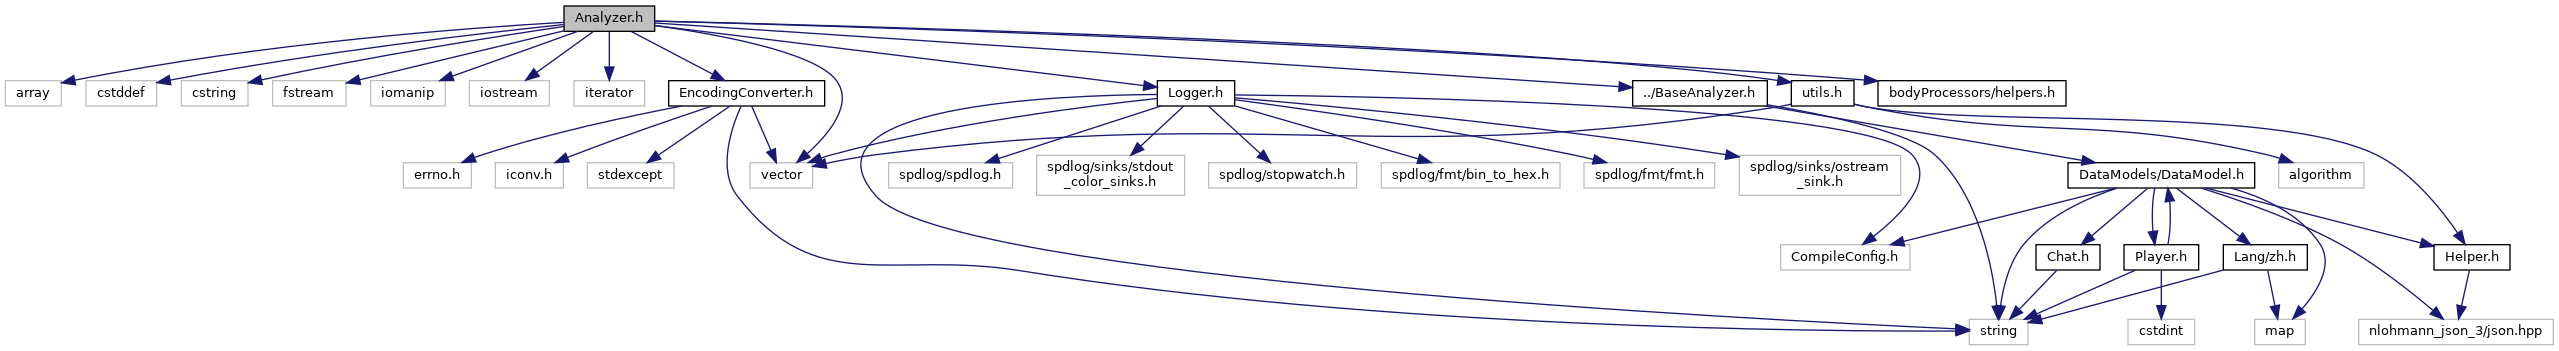 Analyzer.h
array
cstddef
cstring
fstream
iomanip
iostream
iterator
EncodingConverter.h
Logger.h
../BaseAnalyzer.h
utils.h
bodyProcessors/helpers.h
errno.h
iconv.h
stdexcept
vector
spdlog/spdlog.h
spdlog/sinks/stdout
_color_sinks.h
spdlog/stopwatch.h
spdlog/fmt/bin_to_hex.h
spdlog/fmt/fmt.h
spdlog/sinks/ostream
_sink.h
DataModels/DataModel.h
algorithm
CompileConfig.h
Chat.h
Player.h
Lang/zh.h
Helper.h
string
cstdint
map
nlohmann_json_3/json.hpp